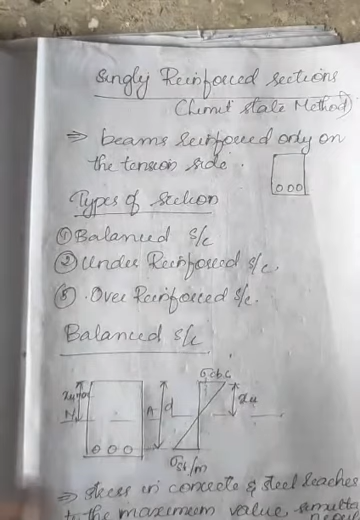 Singly Reinforced sections
(Limit state Method)
⇒ beams reinforced only on
the tension side.
Types of section
① Balanced s/c
② Under Reinforced s/c.
③ Over Reinforced s/c.
Balanced s/c
σcbc
N
A
d
xu
σst/m
⇒ stress in concrete & steel reaches
to the maximum value